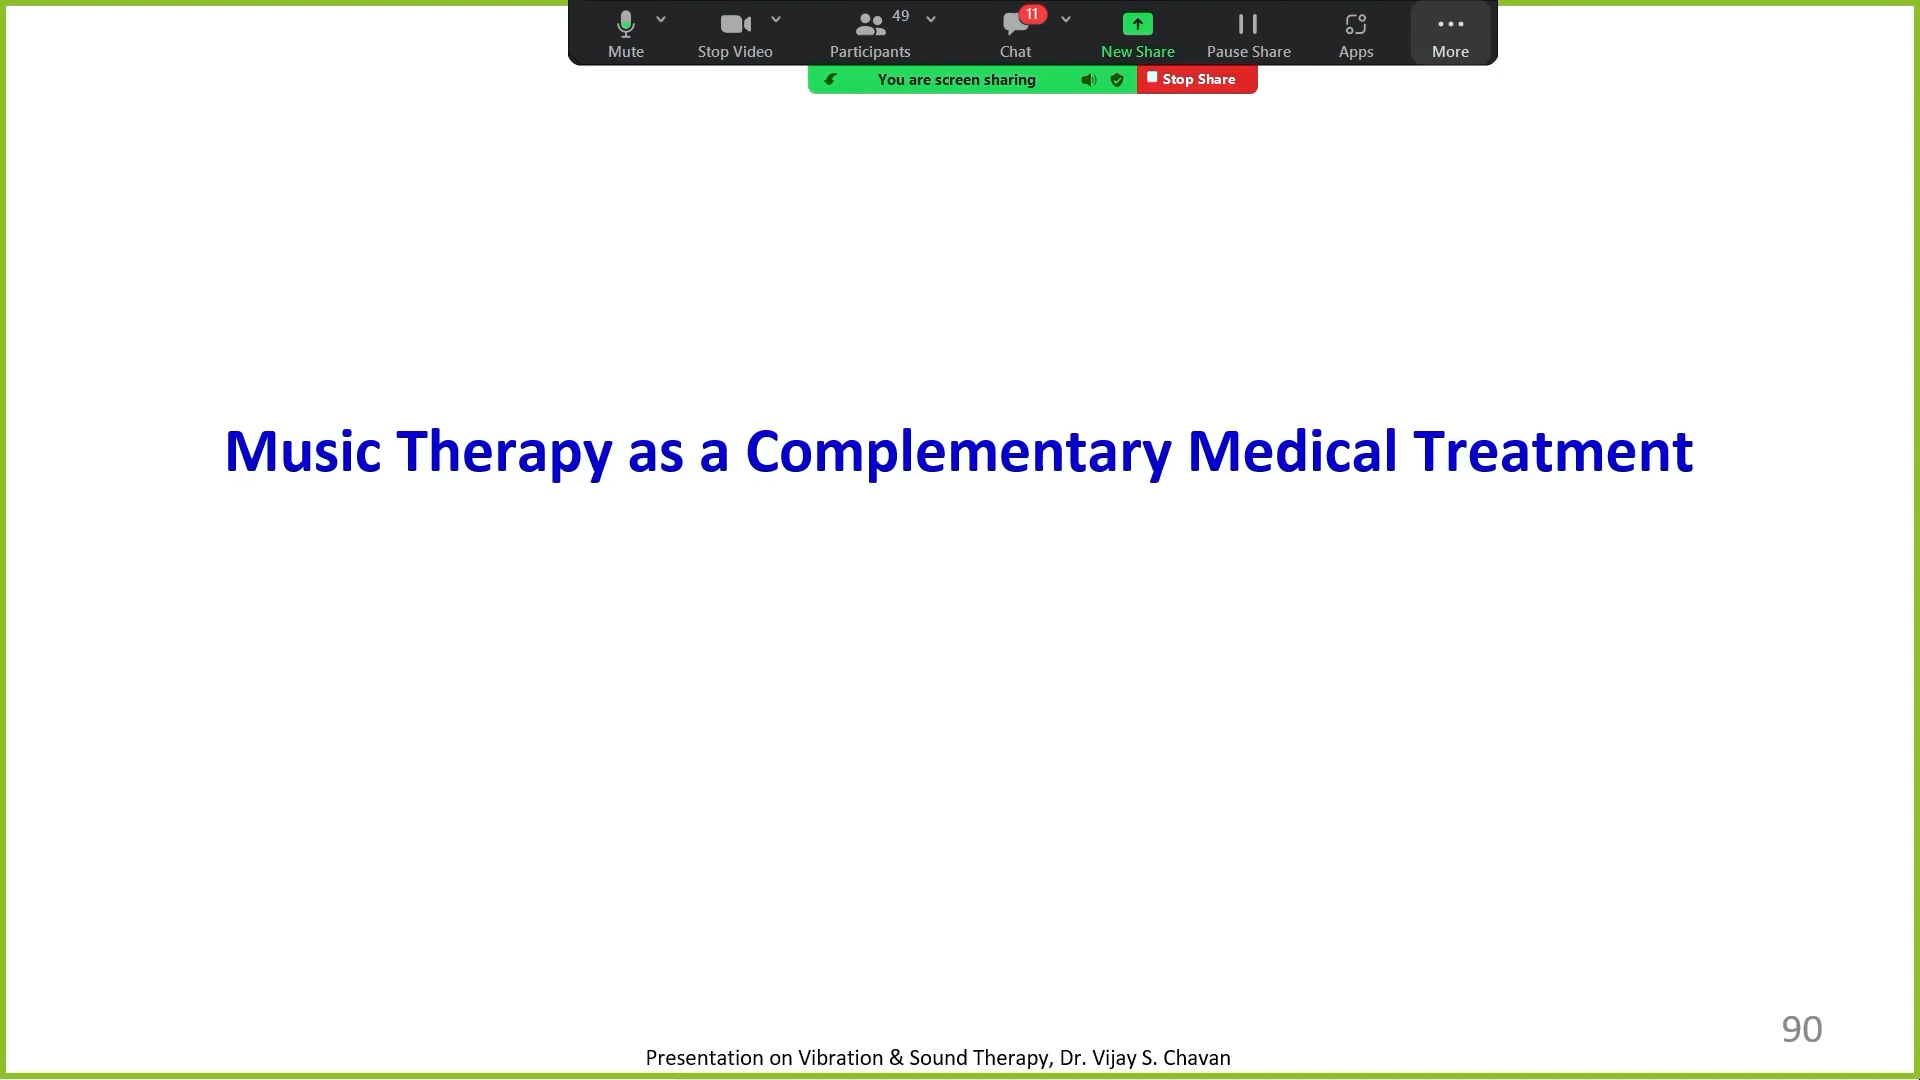 49
11
Mute Stop Video Participants Chat New Share Pause Share Apps More
You are screen sharing Stop Share
Music Therapy as a Complementary Medical Treatment
90
Presentation on Vibration & Sound Therapy, Dr. Vijay S. Chavan